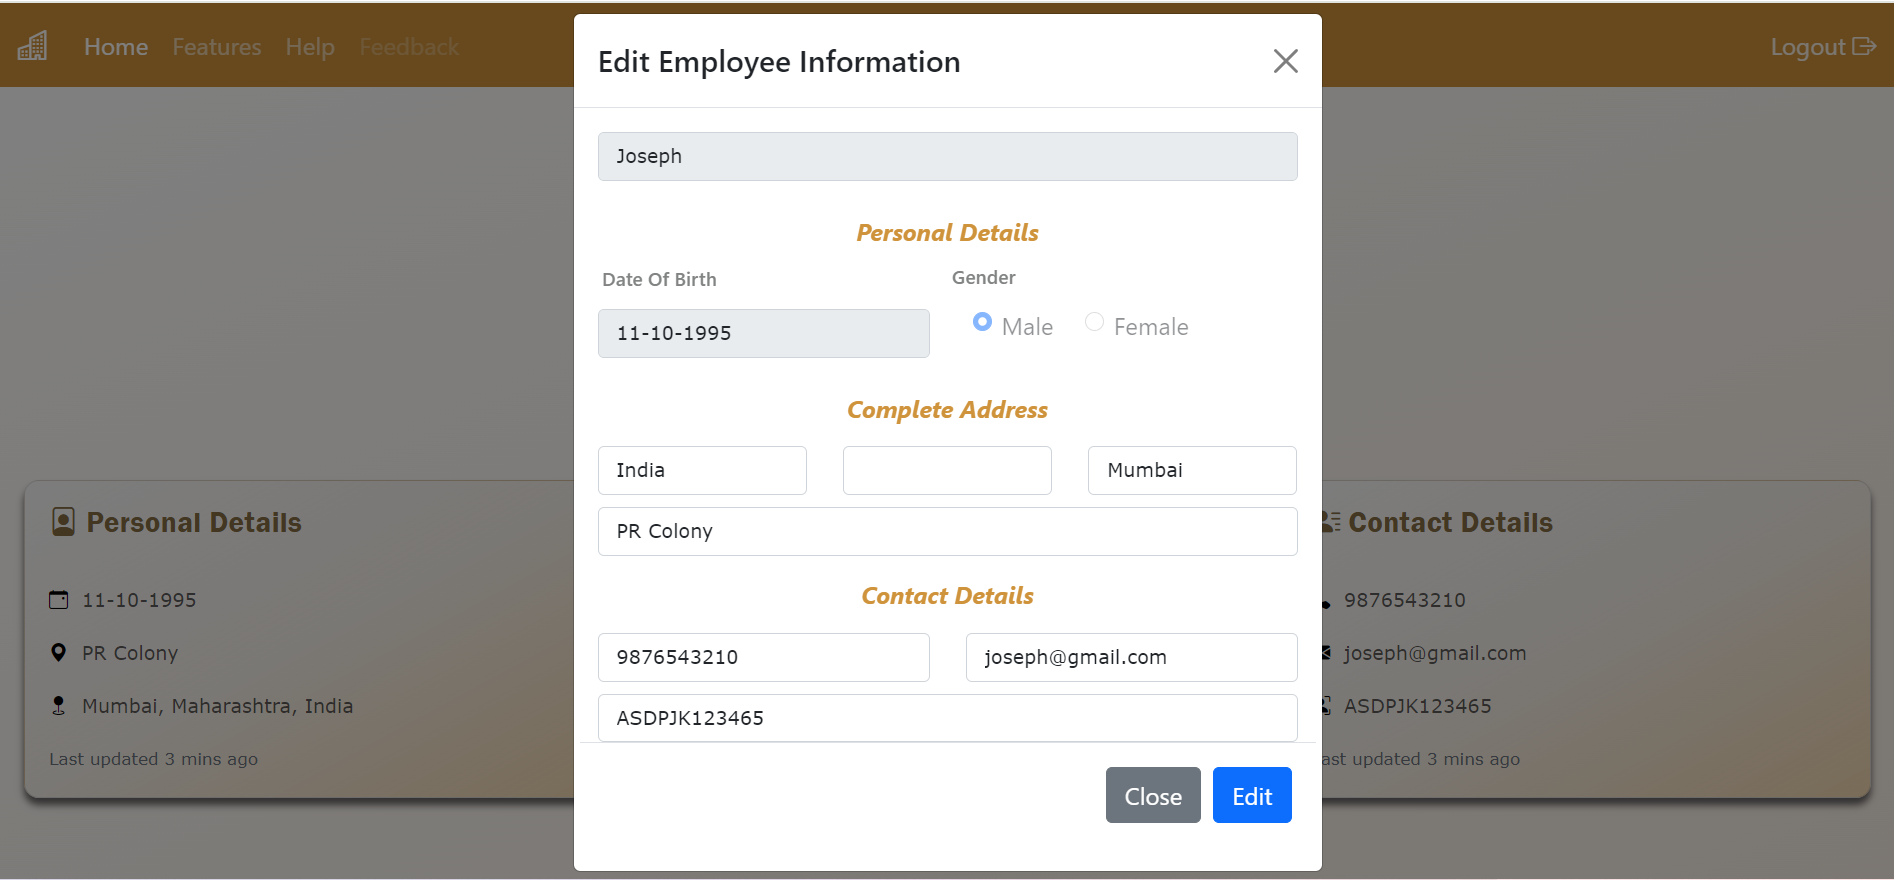 Home Features Help Feedback
Logout
Edit Employee Information
Joseph
Personal Details
Date Of Birth
Gender
11-10-1995
Male
Female
Complete Address
India
Mumbai
PR Colony
Contact Details
9876543210
joseph@gmail.com
ASDPJK123465
Close
Edit
Personal Details
11-10-1995
PR Colony
Mumbai, Maharashtra, India
Last updated 3 mins ago
Contact Details
9876543210
joseph@gmail.com
ASDPJK123465
ast updated 3 mins ago